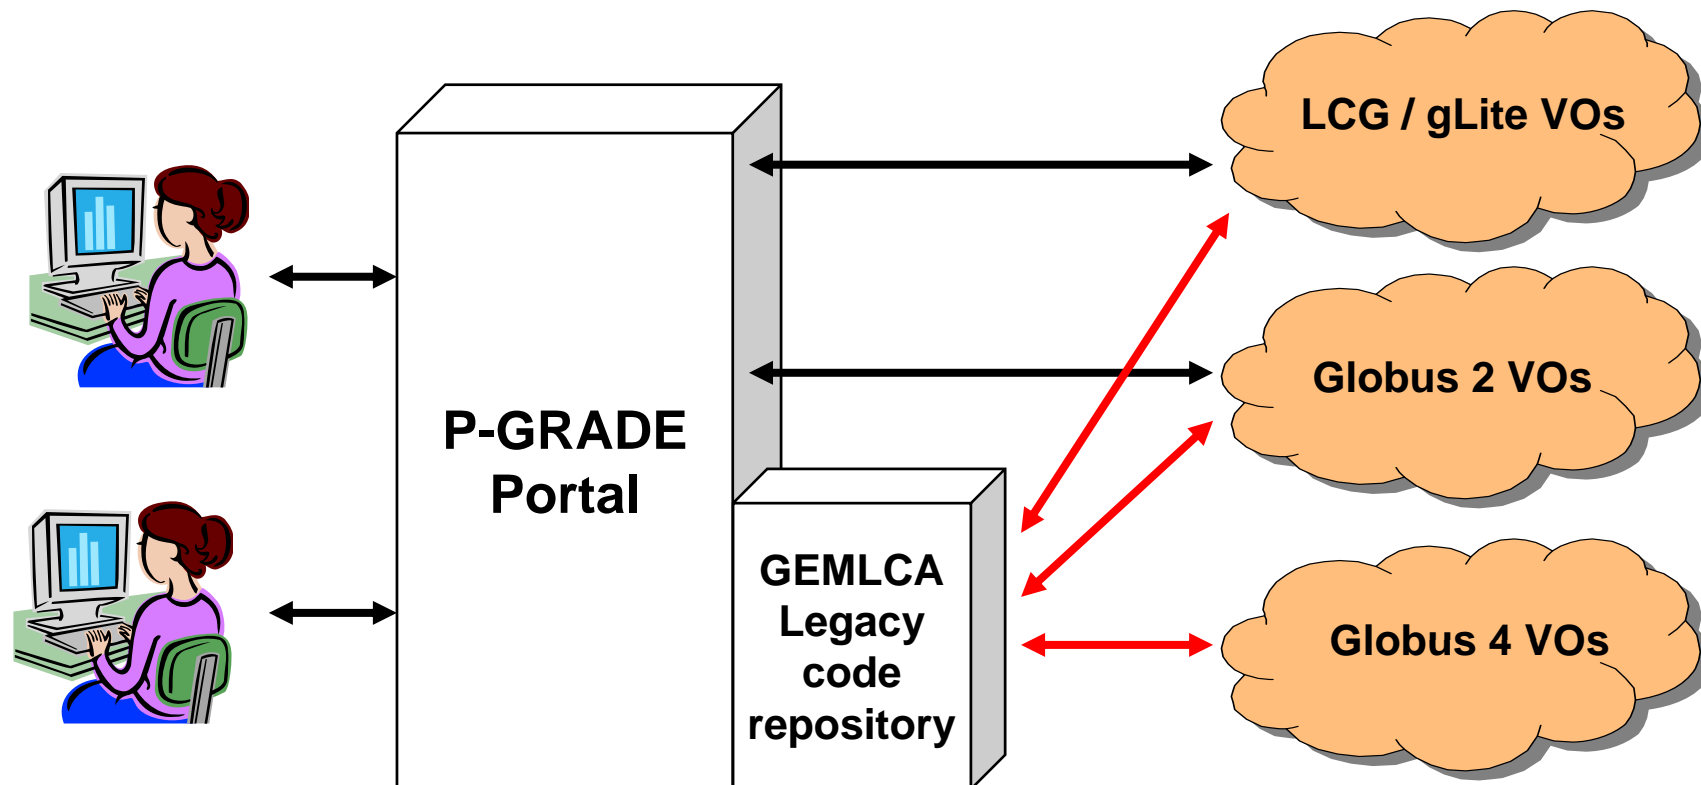 LCG / gLite VOs
Globus 2 VOs
P-GRADE
Portal
GEMLCA
Legacy
code
repository
Globus 4 VOs